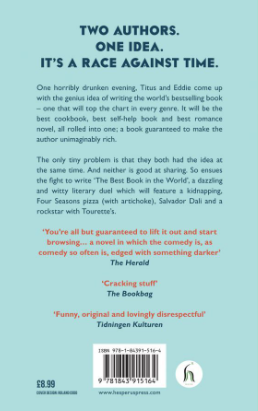 TWO AUTHORS.
ONE IDEA.
IT'S A RACE AGAINST TIME.
One horribly drunken evening, Titus and Eddie come up
with the genius idea of writing the world's bestselling book
– one that will top the chart in every genre. It will be the
best cookbook, best self-help book and best romance
novel, all rolled into one; a book guaranteed to make the
author unimaginably rich.
The only tiny problem is that they both had the idea at
the same time. And neither is good at sharing. So ensues
the fight to write 'The Best Book in the World', a dazzling
and witty literary duel which will feature a kidnapping,
Four Seasons pizza (with artichoke), Salvador Dali and a
rockstar with Tourette's.
'You're all but guaranteed to lift it out and start
browsing... a novel in which the comedy is, as
comedy so often is, edged with something darker'
The Herald
'Cracking stuff'
The Bookbag
'Funny, original and lovingly disrespectful'
Tidningen Kulturen
ISBN 978-1-84391-516-4
9 781843 915164
£8.99
www.hesperuspress.com